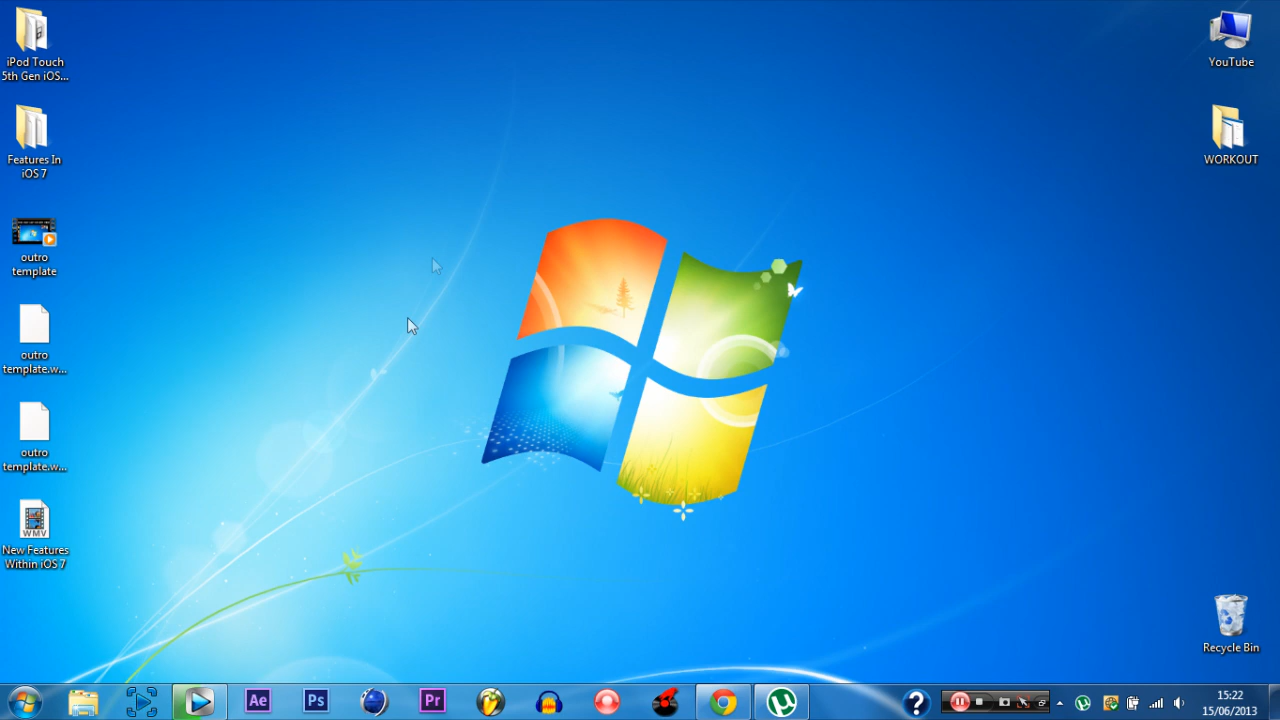 iPod Touch
5th Gen iOS...
Features In
iOS 7
outro
template
outro
template.w...
outro
template.w...
WMV
New Features
Within iOS 7
YouTube
WORKOUT
Recycle Bin
Ae
Ps
Pr
?
15:22
15/06/2013